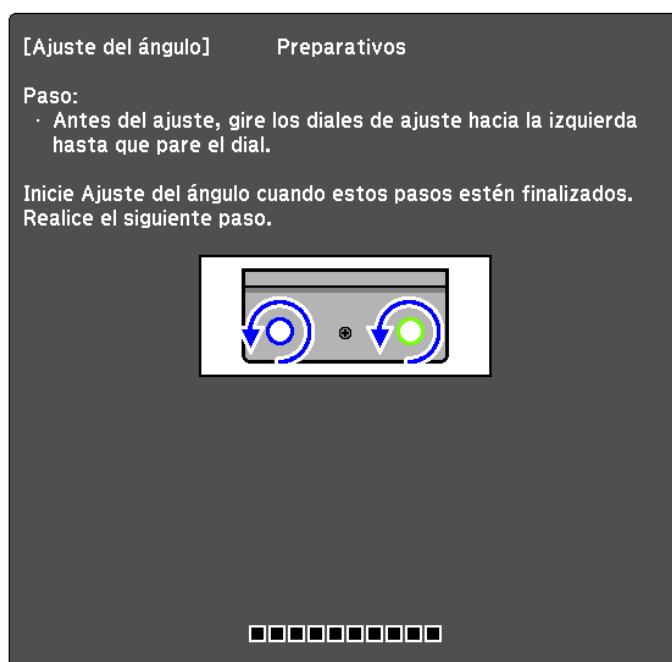 [Ajuste del ángulo] Preparativos
Paso:
· Antes del ajuste, gire los diales de ajuste hacia la izquierda
hasta que pare el dial.
Inicie Ajuste del ángulo cuando estos pasos estén finalizados.
Realice el siguiente paso.